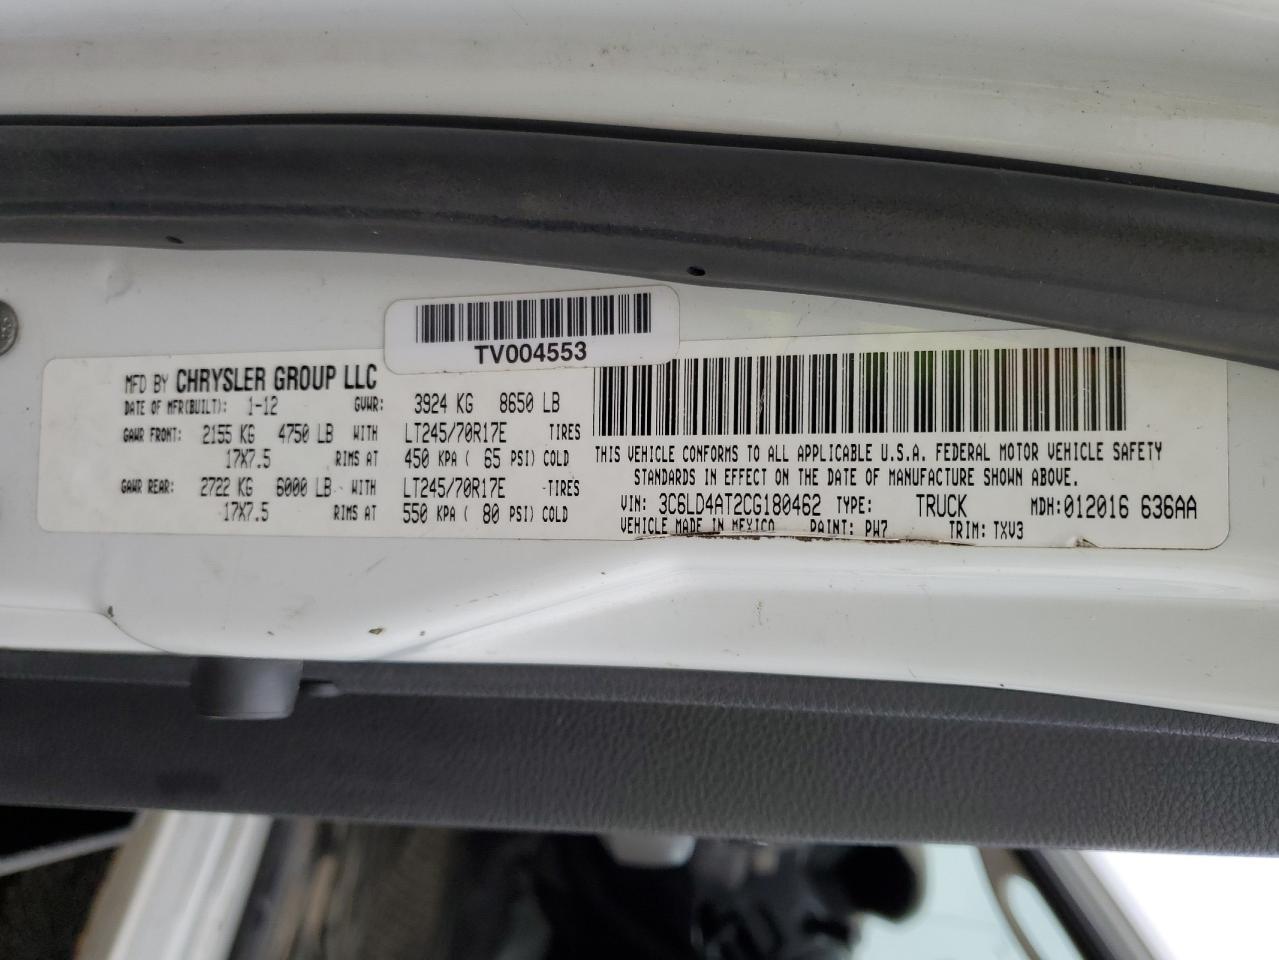 TV004553
MFD BY CHRYSLER GROUP LLC
DATE OF MFR(BUILT): 1-12 GVWR: 3924 KG 8650 LB
GAWR FRONT: 2155 KG 4750 LB WITH LT245/70R17E TIRES
17X7.5 RIMS AT 450 KPA ( 65 PSI) COLD
GAWR REAR: 2722 KG 6000 LB WITH LT245/70R17E TIRES
17X7.5 RIMS AT 550 KPA ( 80 PSI) COLD
THIS VEHICLE CONFORMS TO ALL APPLICABLE U.S.A. FEDERAL MOTOR VEHICLE SAFETY
STANDARDS IN EFFECT ON THE DATE OF MANUFACTURE SHOWN ABOVE.
VIN: 3C6LD4AT2CG180462 TYPE: TRUCK MDH:012016 636AA
VEHICLE MADE IN MEXICO PAINT: PW7 TRIM: TXV3